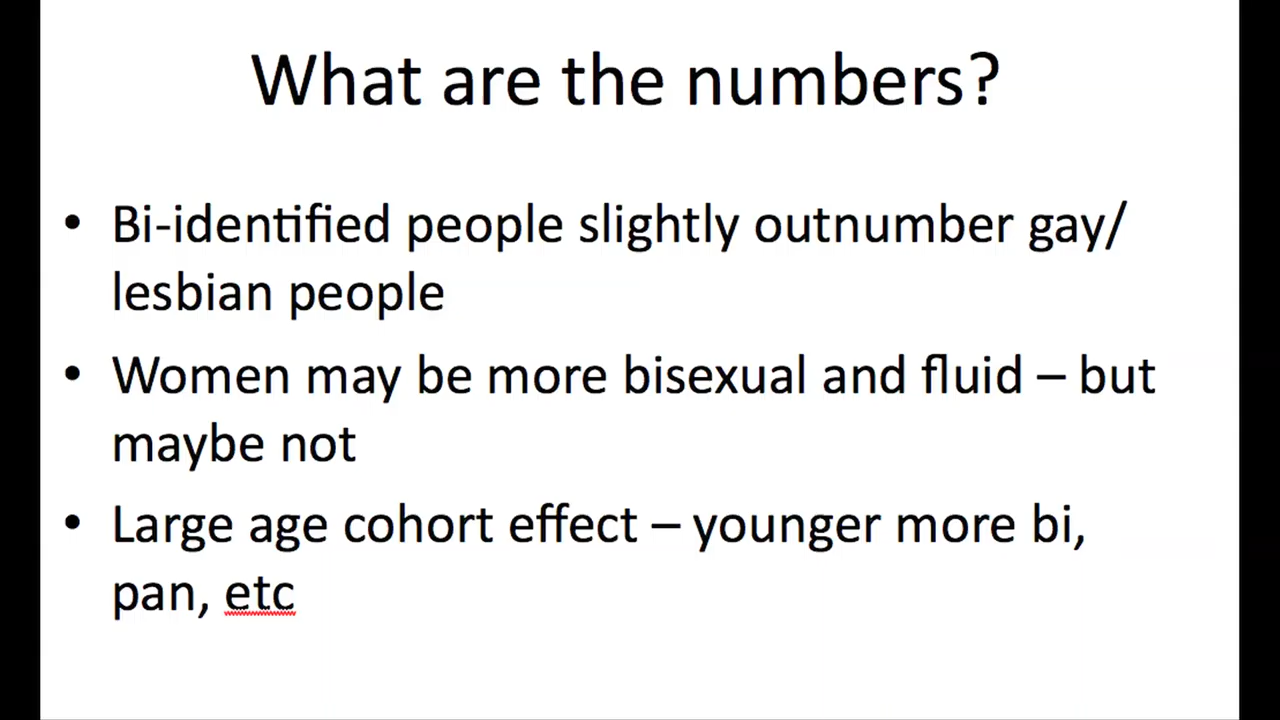 What are the numbers?
• Bi-identified people slightly outnumber gay/
lesbian people
• Women may be more bisexual and fluid – but
maybe not
• Large age cohort effect – younger more bi,
pan, etc